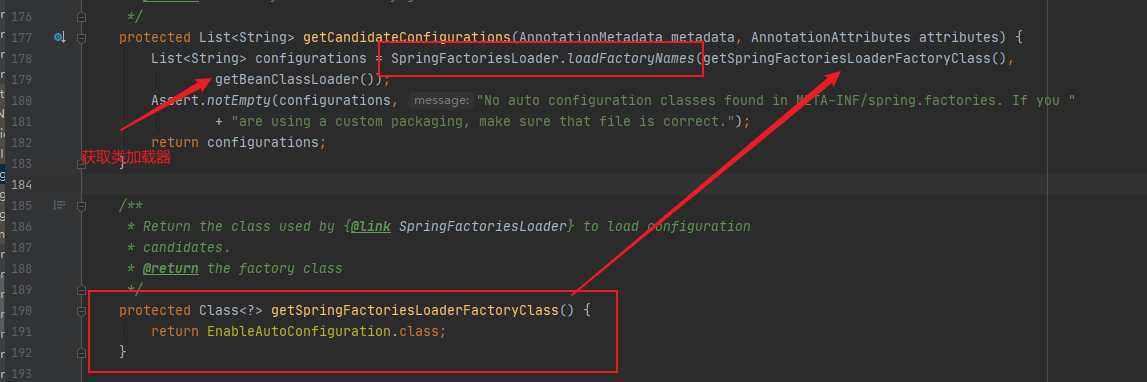 176 */
177 protected List<String> getCandidateConfigurations(AnnotationMetadata metadata, AnnotationAttributes attributes) {
178 List<String> configurations = SpringFactoriesLoader.loadFactoryNames(getSpringFactoriesLoaderFactoryClass(),
179 getBeanClassLoader());
180 Assert.notEmpty(configurations, message: "No auto configuration classes found in META-INF/spring.factories. If you "
181 + "are using a custom packaging, make sure that file is correct.");
182 return configurations;
183 }
获取类加载器
184
185 /**
186 * Return the class used by {@link SpringFactoriesLoader} to load configuration
187 * candidates.
188 * @return the factory class
189 */
190 protected Class<?> getSpringFactoriesLoaderFactoryClass() {
191 return EnableAutoConfiguration.class;
192 }
193